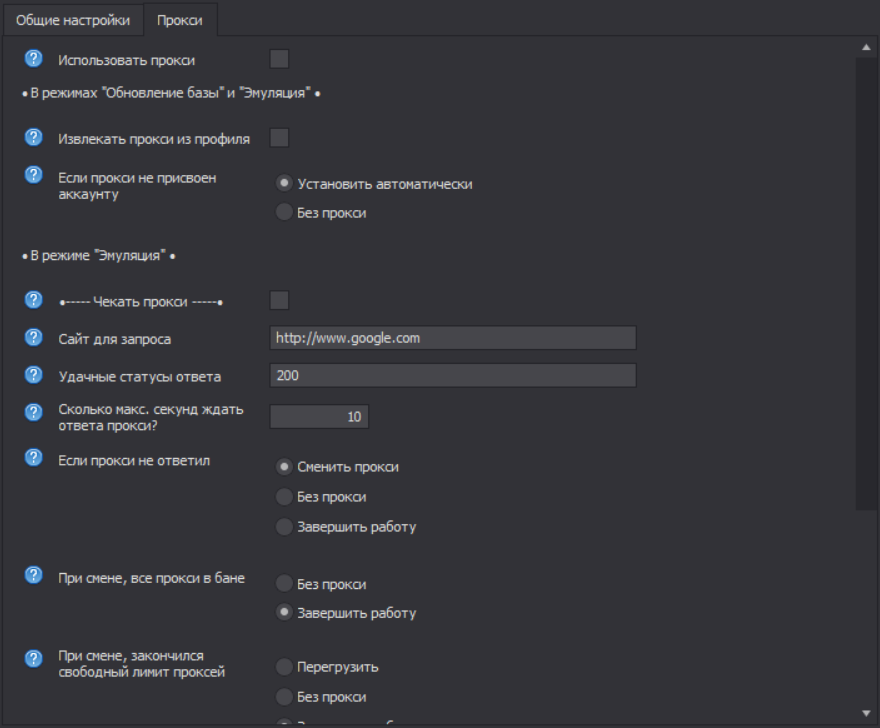 Общие настройки Прокси
Использовать прокси
• В режимах "Обновление базы" и "Эмуляция" •
Извлекать прокси из профиля
Если прокси не присвоен
аккаунту
Установить автоматически
Без прокси
• В режиме "Эмуляция" •
•----- Чекать прокси -----•
Сайт для запроса http://www.google.com
Удачные статусы ответа 200
Сколько макс. секунд ждать
ответа прокси?
10
Если прокси не ответил
Сменить прокси
Без прокси
Завершить работу
При смене, все прокси в бане
Без прокси
Завершить работу
При смене, закончился
свободный лимит проксей
Перегрузить
Без прокси